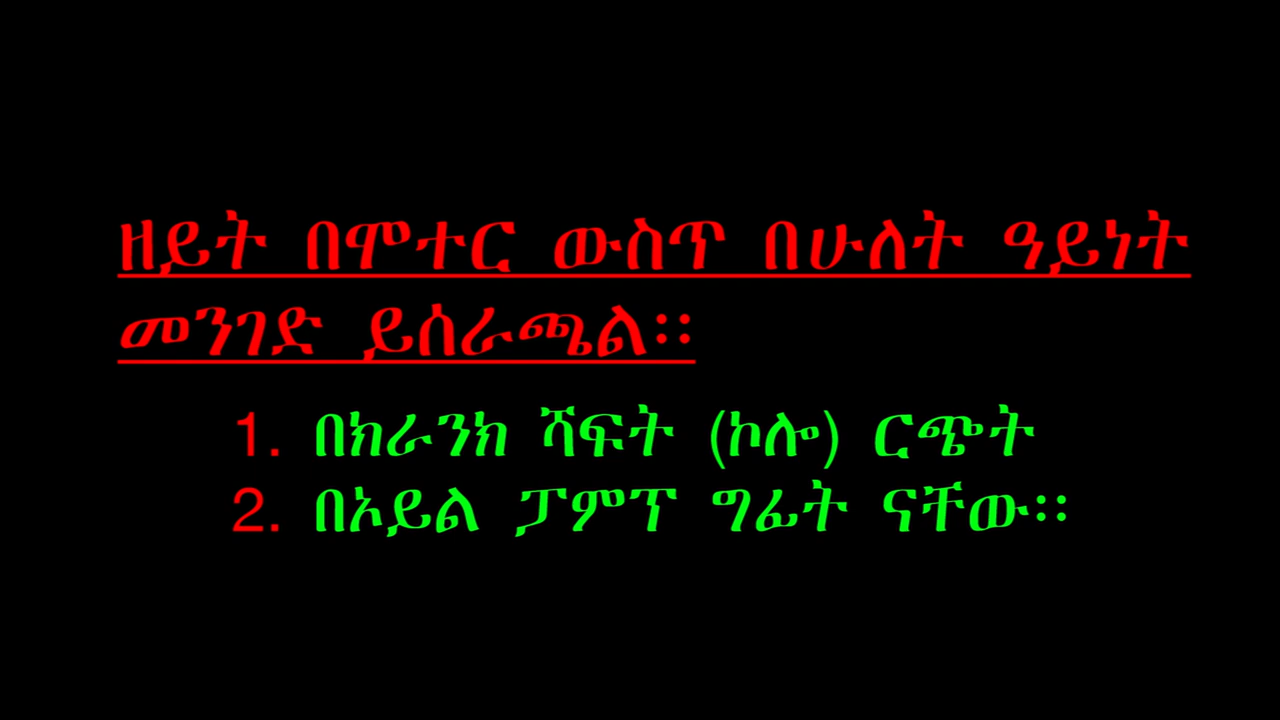 ዘይት በሞተር ውስጥ በሁለት ዓይነት
መንገድ ይሰራጫል፡፡
1. በክራንክ ሻፍት (ኮሎ) ርጭት
2. በኦይል ፓምፕ ግፊት ናቸው፡፡